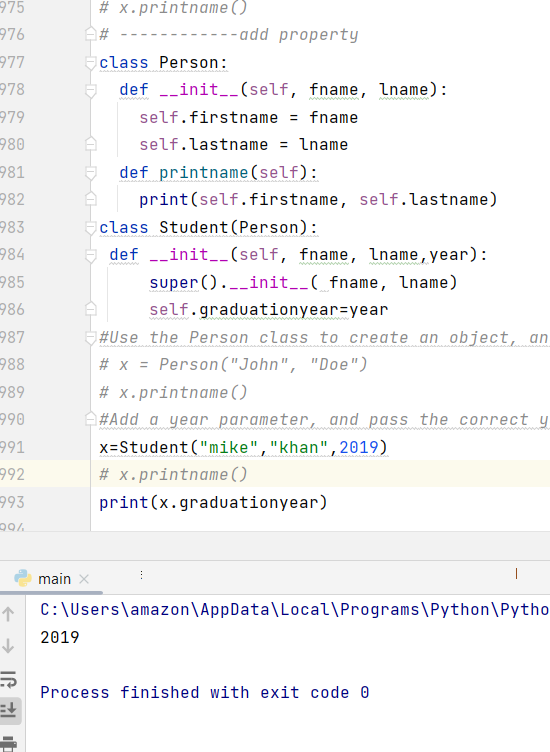 975 # x.printname()
976 # ------------add property
977 class Person:
978 def __init__(self, fname, lname):
979 self.firstname = fname
980 self.lastname = lname
981 def printname(self):
982 print(self.firstname, self.lastname)
983 class Student(Person):
984 def __init__(self, fname, lname,year):
985 super().__init__( fname, lname)
986 self.graduationyear=year
987 #Use the Person class to create an object, an
988 # x = Person("John", "Doe")
989 # x.printname()
990 #Add a year parameter, and pass the correct y
991 x=Student("mike","khan",2019)
992 # x.printname()
993 print(x.graduationyear)
994
main
C:\Users\amazon\AppData\Local\Programs\Python\Pytho
2019
Process finished with exit code 0